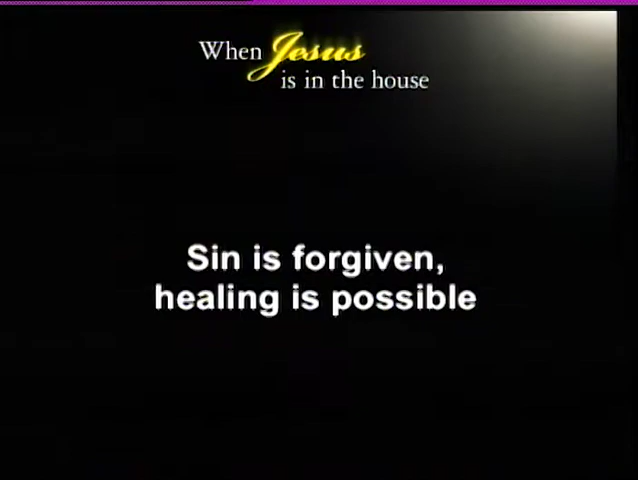 When Jesus
is in the house
Sin is forgiven,
healing is possible